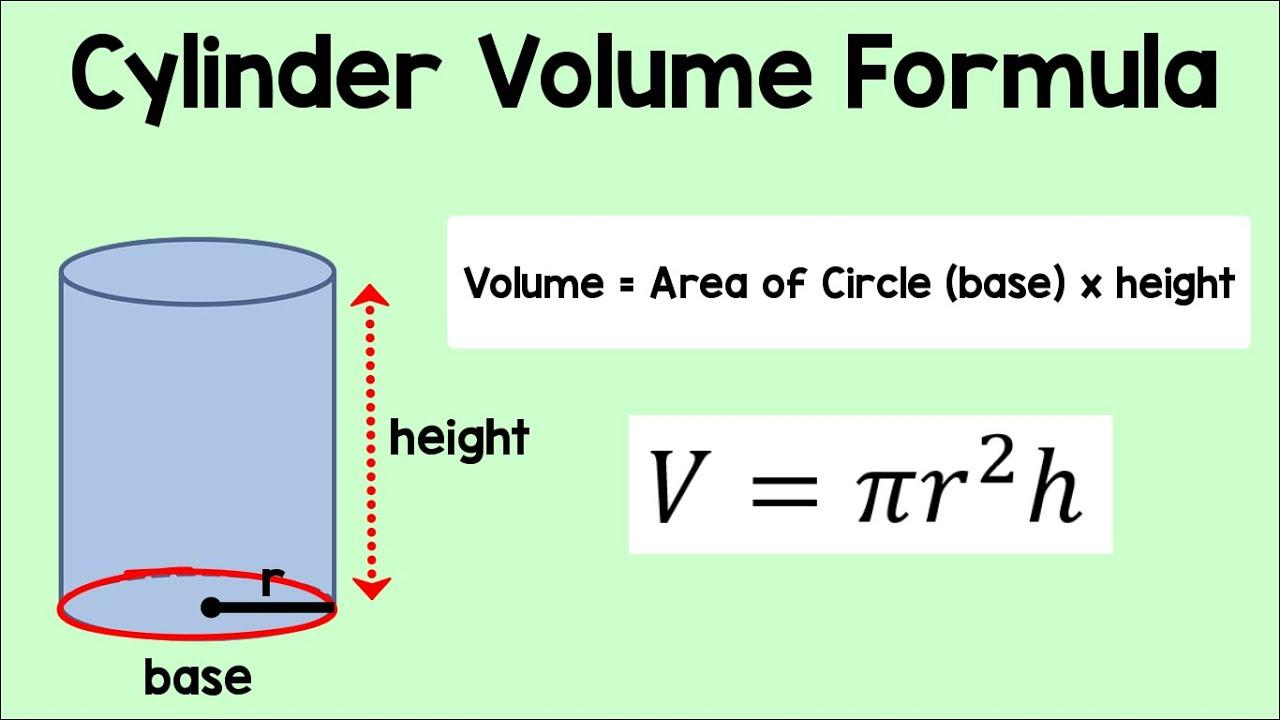 Cylinder Volume Formula
Volume = Area of Circle (base) x height
height
V = πr²h
r
base